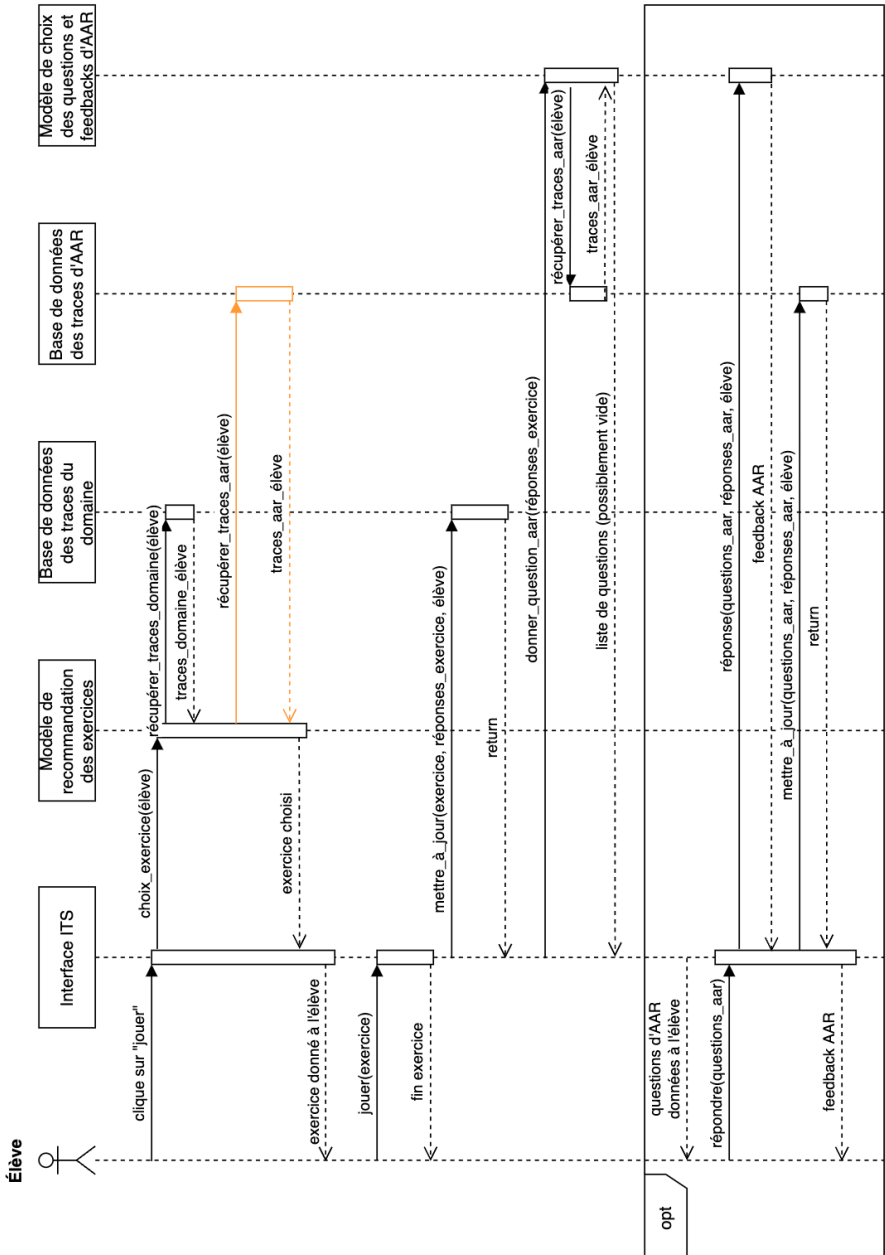 Élève
Interface ITS
Modèle de
recommandation
des exercices
Base de données
des traces du
domaine
Base de données
des traces d'AAR
Modèle de choix
des questions et
feedbacks d'AAR
clique sur "jouer"
choix_exercice(élève)
récupérer_traces_domaine(élève)
traces_domaine_élève
récupérer_traces_aar(élève)
traces_aar_élève
exercice choisi
exercice donné à l'élève
jouer(exercice)
fin exercice
mettre_à_jour(exercice, réponses_exercice, élève)
return
donner_question_aar(réponses_exercice)
récupérer_traces_aar(élève)
traces_aar_élève
liste de questions (possiblement vide)
opt
questions d'AAR
données à l'élève
répondre(questions_aar)
réponse(questions_aar, réponses_aar, élève)
feedback AAR
mettre_à_jour(questions_aar, réponses_aar, élève)
return
feedback AAR